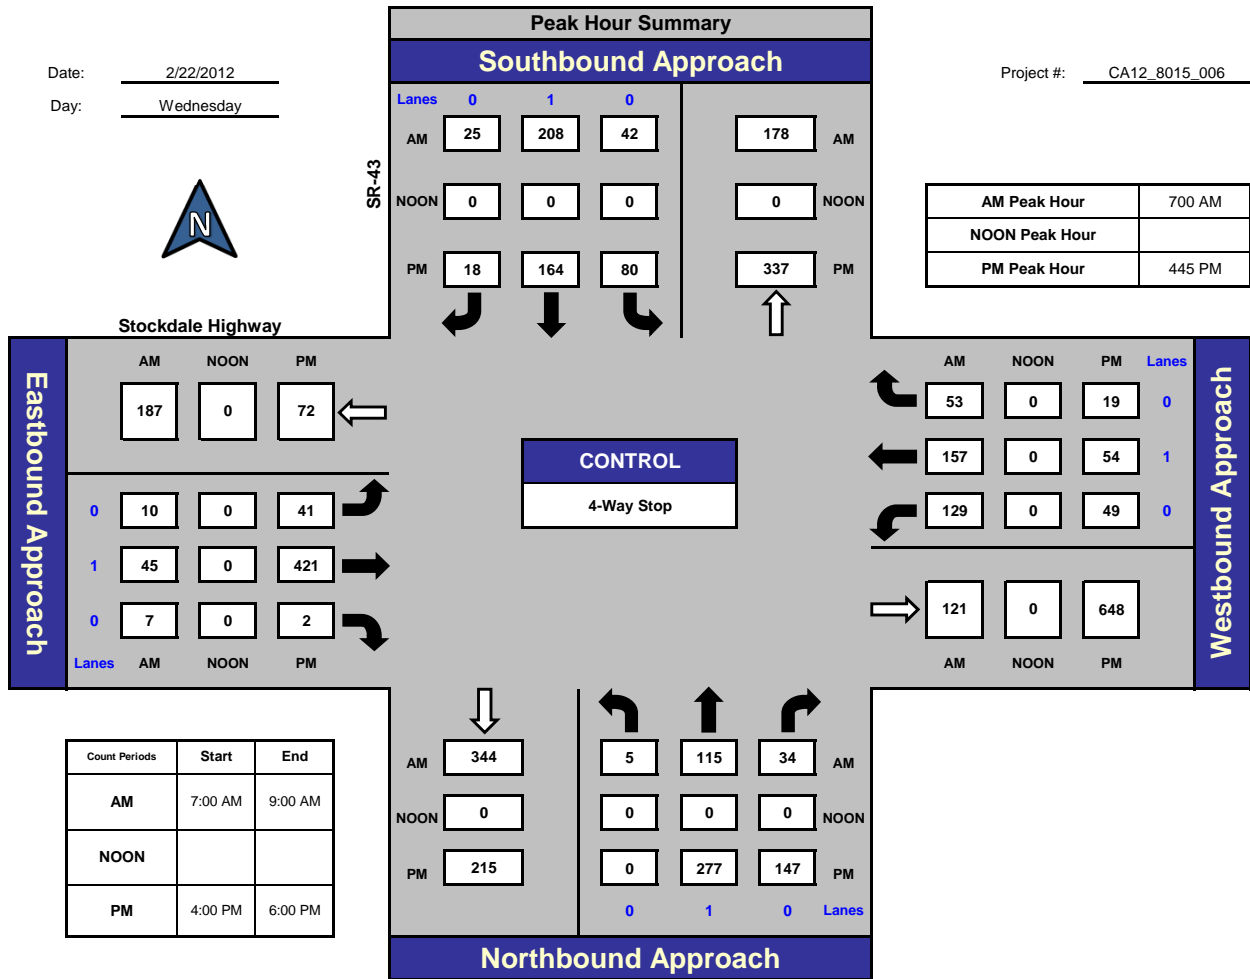 Peak Hour Summary
Southbound Approach
Date: 2/22/2012
Project #: CA12_8015_006
Day: Wednesday
Lanes 0 1 0
AM 25 208 42 178 AM
SR-43
NOON 0 0 0 0 NOON
PM 18 164 80 337 PM
N
AM Peak Hour 700 AM
NOON Peak Hour
PM Peak Hour 445 PM
Stockdale Highway
Eastbound Approach
AM NOON PM
187 0 72
0 10 0 41
1 45 0 421
0 7 0 2
Lanes AM NOON PM
CONTROL
4-Way Stop
AM NOON PM Lanes
53 0 19 0
157 0 54 1
129 0 49 0
121 0 648
AM NOON PM
Westbound Approach
Count Periods Start End
AM 7:00 AM 9:00 AM
NOON
PM 4:00 PM 6:00 PM
AM 344 5 115 34 AM
NOON 0 0 0 0 NOON
PM 215 0 277 147 PM
0 1 0 Lanes
Northbound Approach